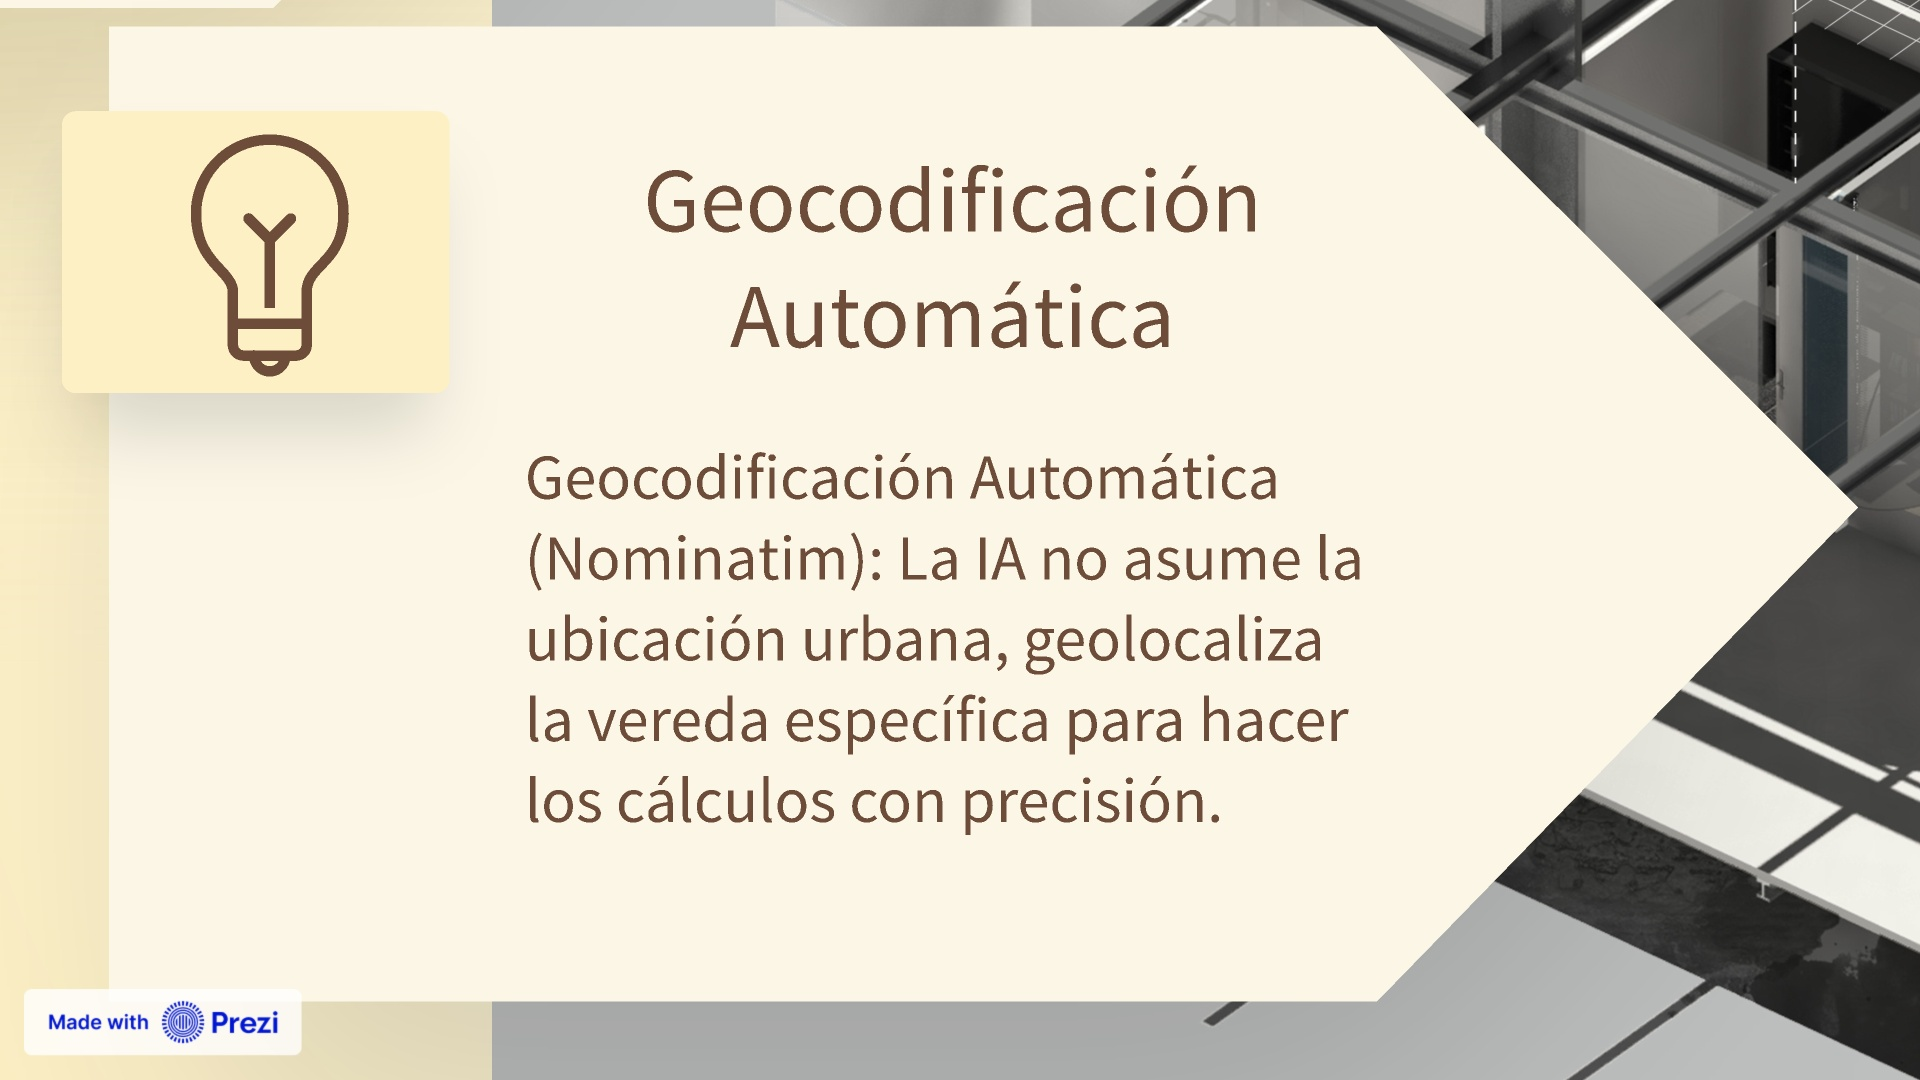 Geocodificación
Automática
Geocodificación Automática
(Nominatim): La IA no asume la
ubicación urbana, geolocaliza
la vereda específica para hacer
los cálculos con precisión.
Made with Prezi